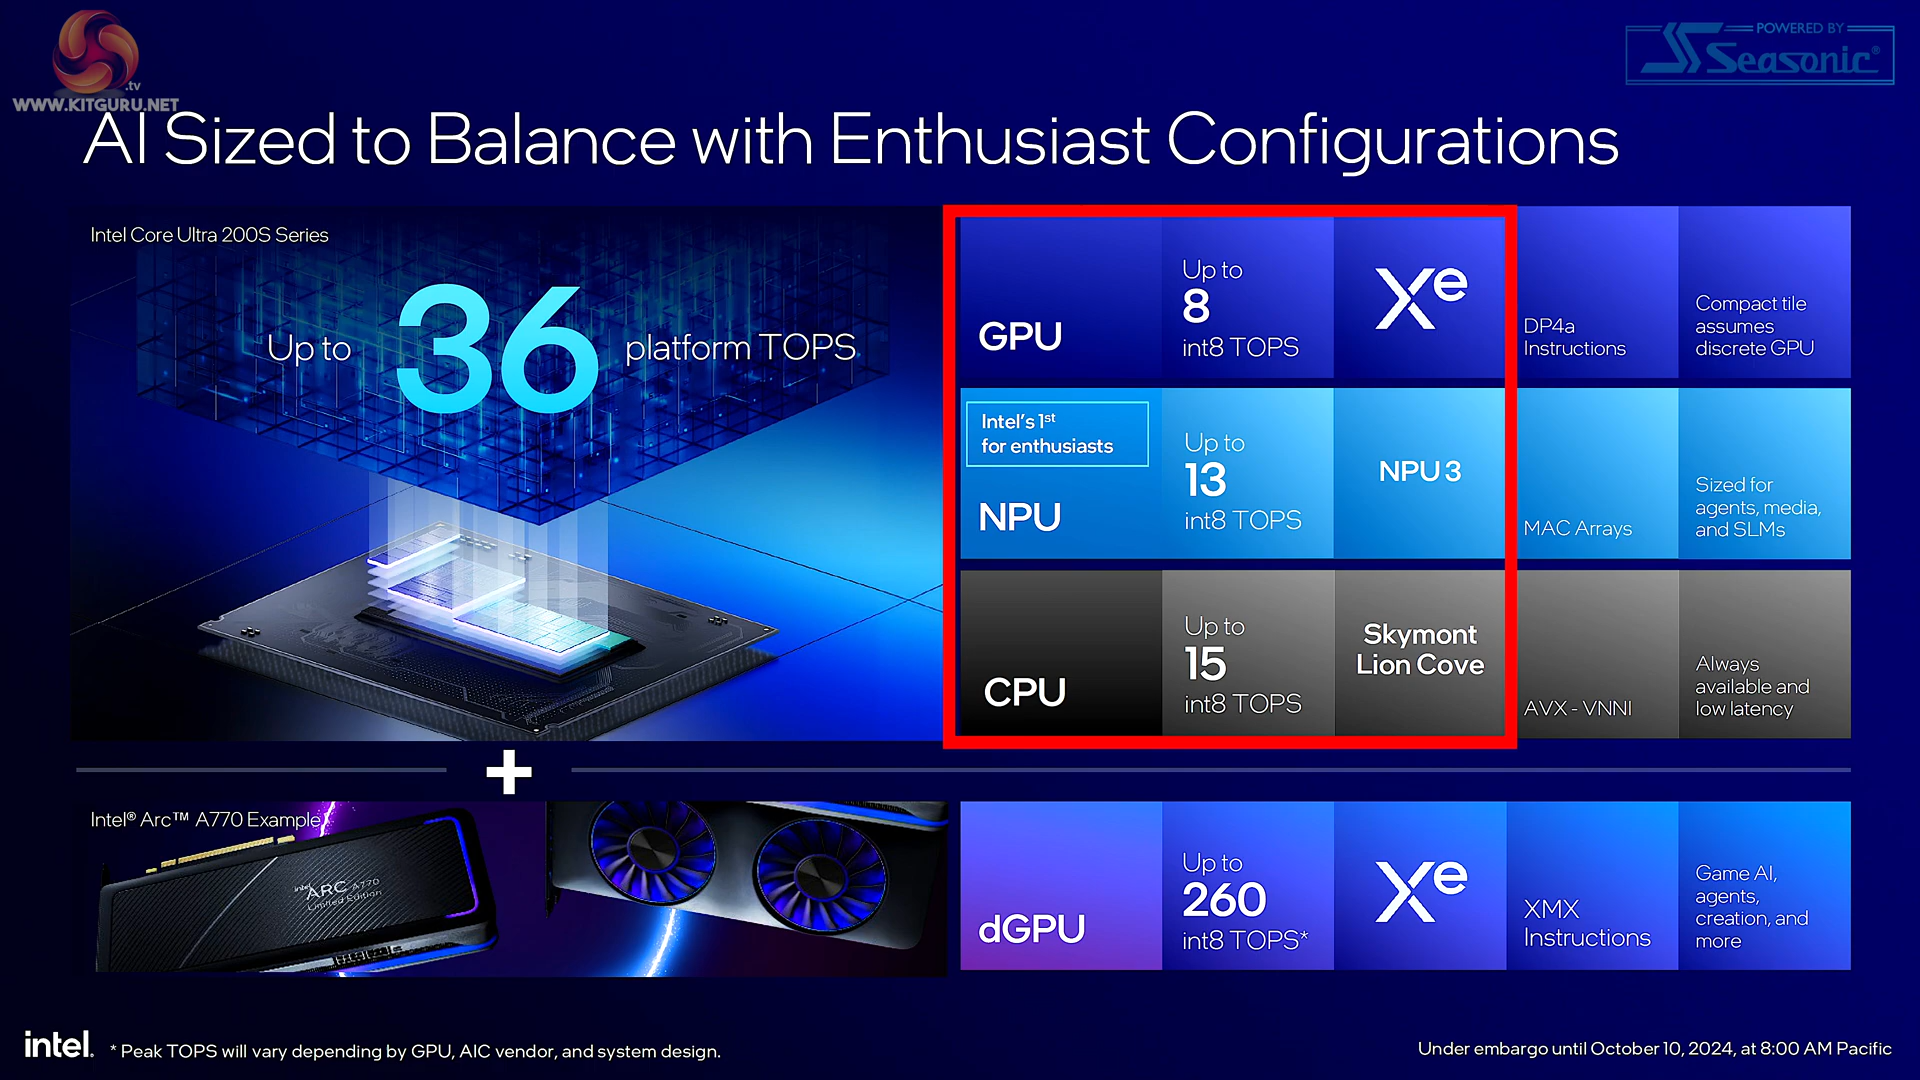 .tv
WWW.KITGURU.NET
POWERED BY
Seasonic®
AI Sized to Balance with Enthusiast Configurations
Intel Core Ultra 200S Series
Up to 36 platform TOPS
GPU
Up to
8
int8 TOPS
Xe
DP4a
Instructions
Compact tile
assumes
discrete GPU
Intel's 1st
for enthusiasts
NPU
Up to
13
int8 TOPS
NPU 3
MAC Arrays
Sized for
agents, media,
and SLMs
CPU
Up to
15
int8 TOPS
Skymont
Lion Cove
AVX - VNNI
Always
available and
low latency
+
Intel® Arc™ A770 Example
intel
ARC A770
Limited Edition
dGPU
Up to
260
int8 TOPS*
Xe
XMX
Instructions
Game AI,
agents,
creation, and
more
intel.
* Peak TOPS will vary depending by GPU, AIC vendor, and system design.
Under embargo until October 10, 2024, at 8:00 AM Pacific